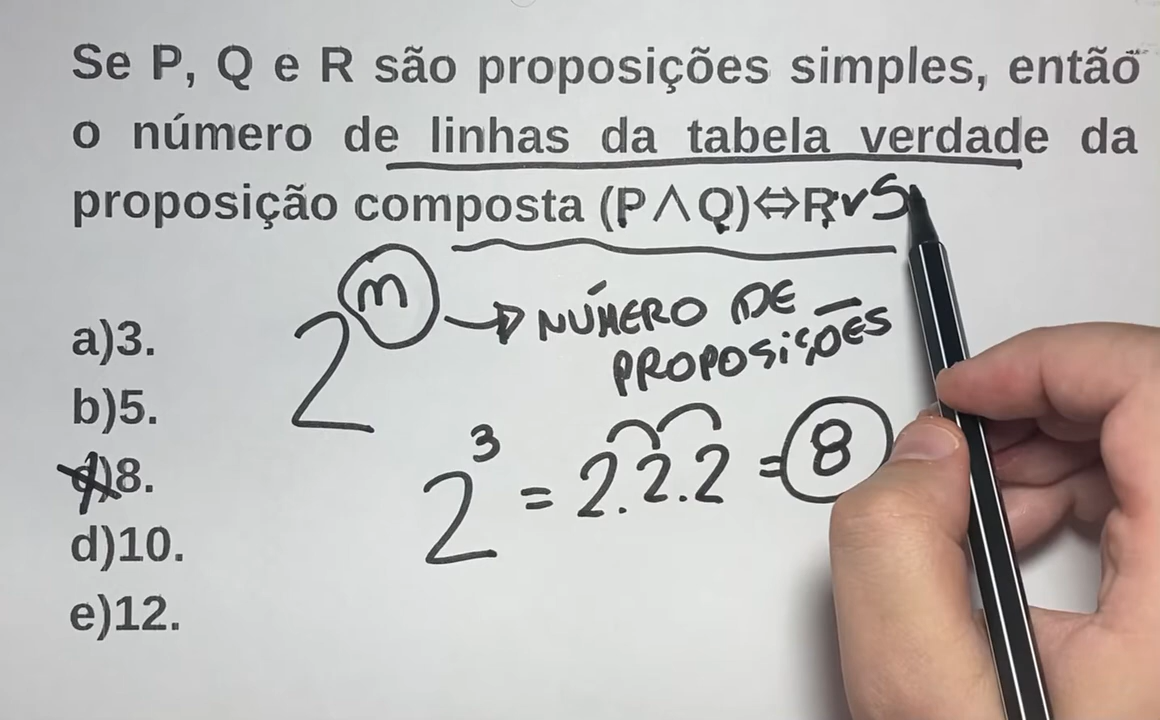 Se P, Q e R são proposições simples, então
o número de linhas da tabela verdade da
proposição composta (P∧Q)⇔R∨S
2^n → NÚMERO DE
PROPOSIÇÕES
a)3.
b)5.
c)8.
d)10.
e)12.
2^3 = 2.2.2 = 8